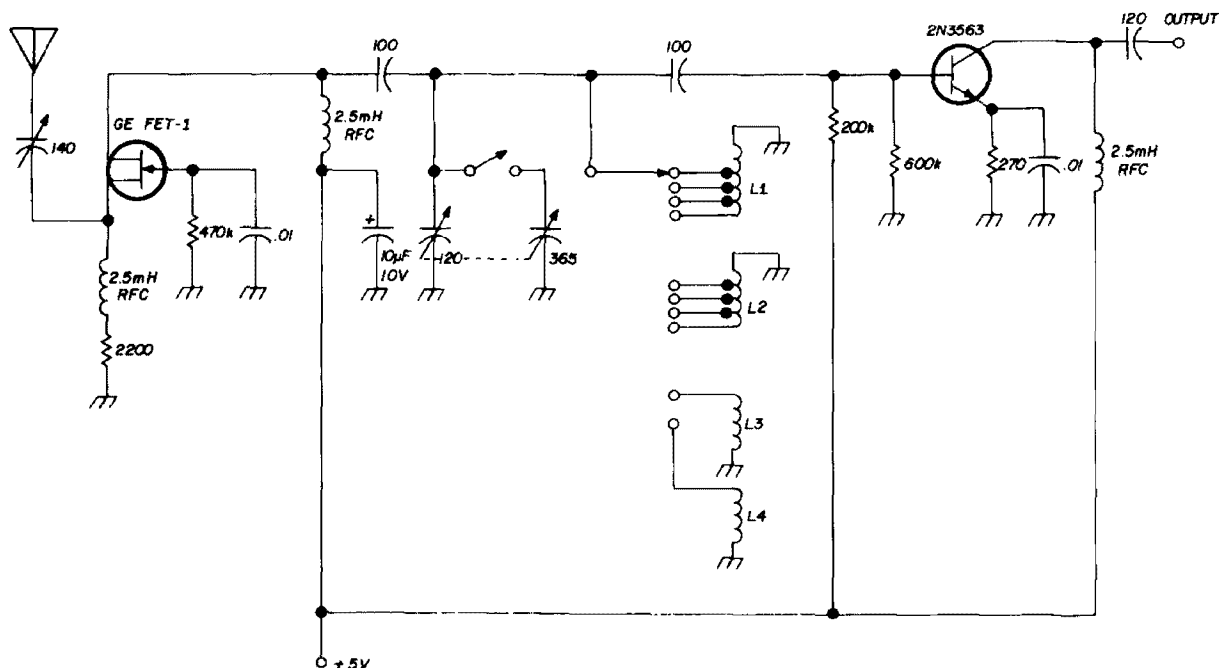 120 OUTPUT
2N3563
100
100
GE FET-1
140
2.5mH
RFC
200k
600k
270
.01
2.5mH
RFC
470k
.01
+
10µF
10V
120
365
L1
2.5mH
RFC
2200
L2
L3
L4
+5V